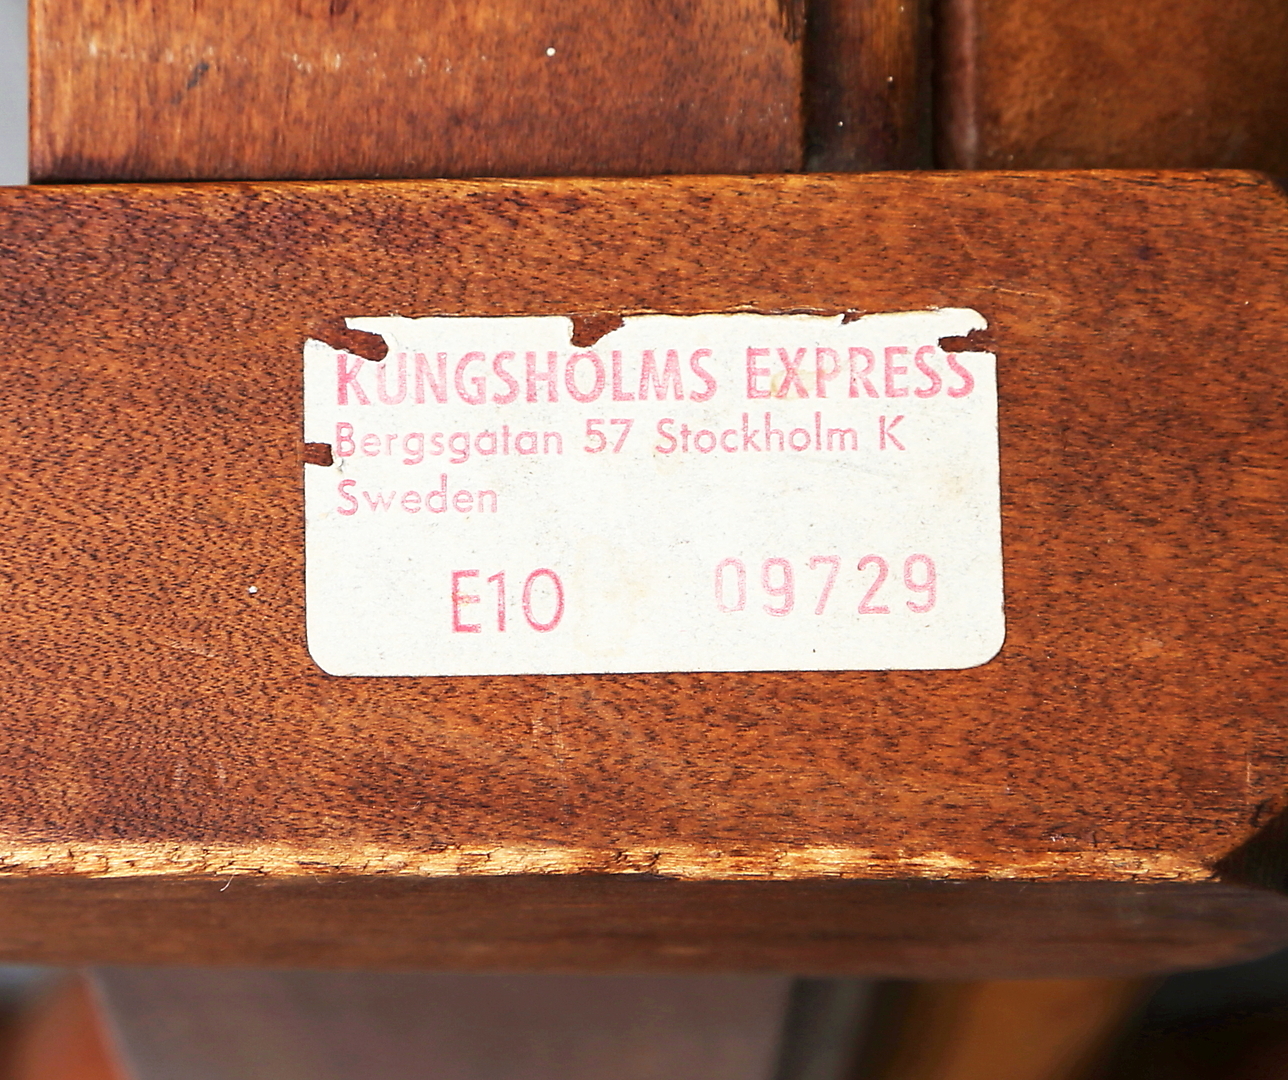 KUNGSHOLMS EXPRESS
Bergsgatan 57 Stockholm K
Sweden
E10 09729